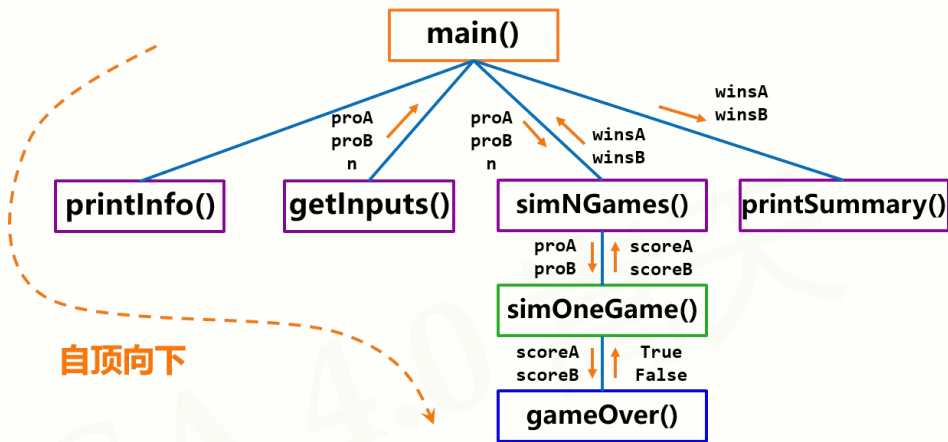 main()
proA
proB
n
proA
proB
n
winsA
winsB
winsA
winsB
printInfo()
getInputs()
simNGames()
printSummary()
proA
proB
scoreA
scoreB
simOneGame()
自顶向下
scoreA
scoreB
True
False
gameOver()